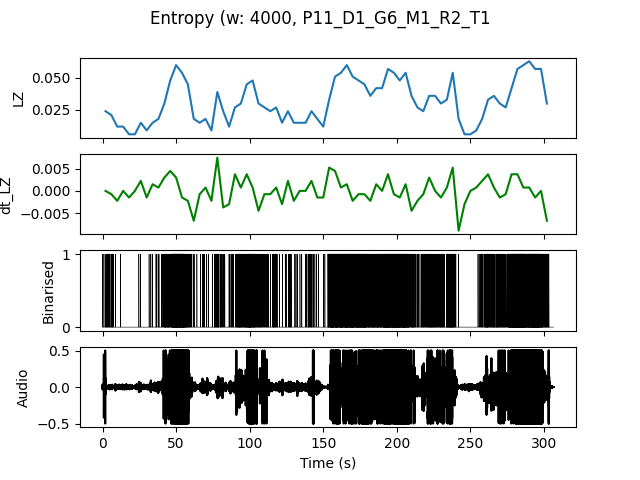 Entropy (w: 4000, P11_D1_G6_M1_R2_T1
LZ
0.050
0.025
dt_LZ
0.005
0.000
−0.005
Binarised
1
0
Audio
0.5
0.0
−0.5
0 50 100 150 200 250 300
Time (s)